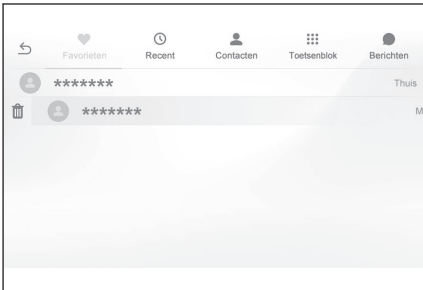 Favorieten Recent Contacten Toetsenblok Berichten
******* Thuis
******* M